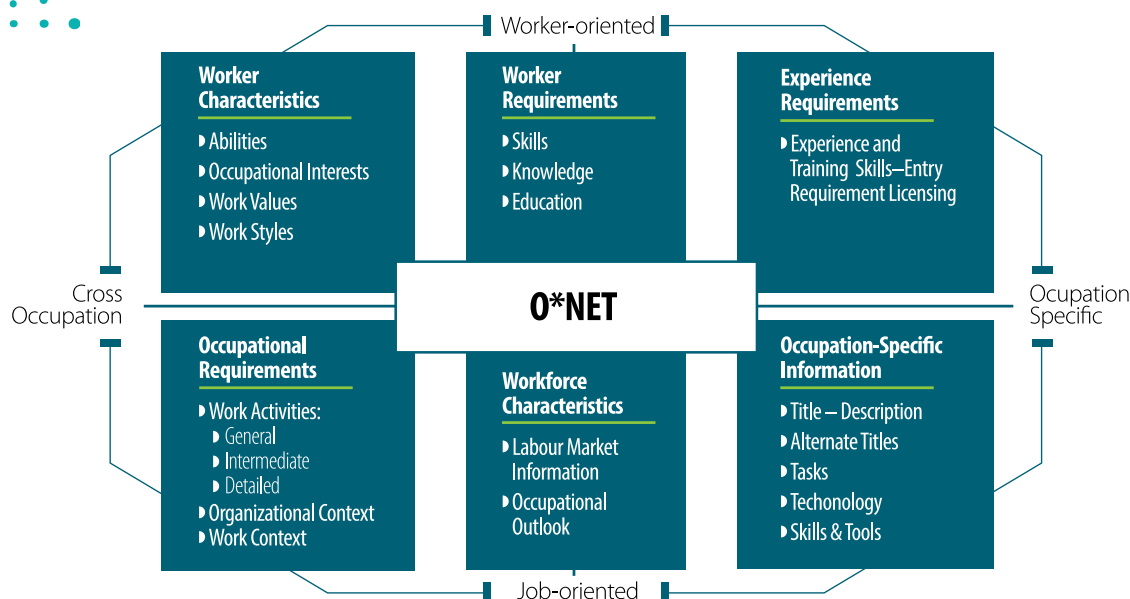 Worker-oriented
Worker
Characteristics
Abilities
Occupational Interests
Work Values
Work Styles
Worker
Requirements
Skills
Knowledge
Education
Experience
Requirements
Experience and
Training Skills–Entry
Requirement Licensing
Cross
Occupation
O*NET
Ocupation
Specific
Occupational
Requirements
Work Activities:
General
Intermediate
Detailed
Organizational Context
Work Context
Workforce
Characteristics
Labour Market
Information
Occupational
Outlook
Occupation-Specific
Information
Title – Description
Alternate Titles
Tasks
Techonology
Skills & Tools
Job-oriented